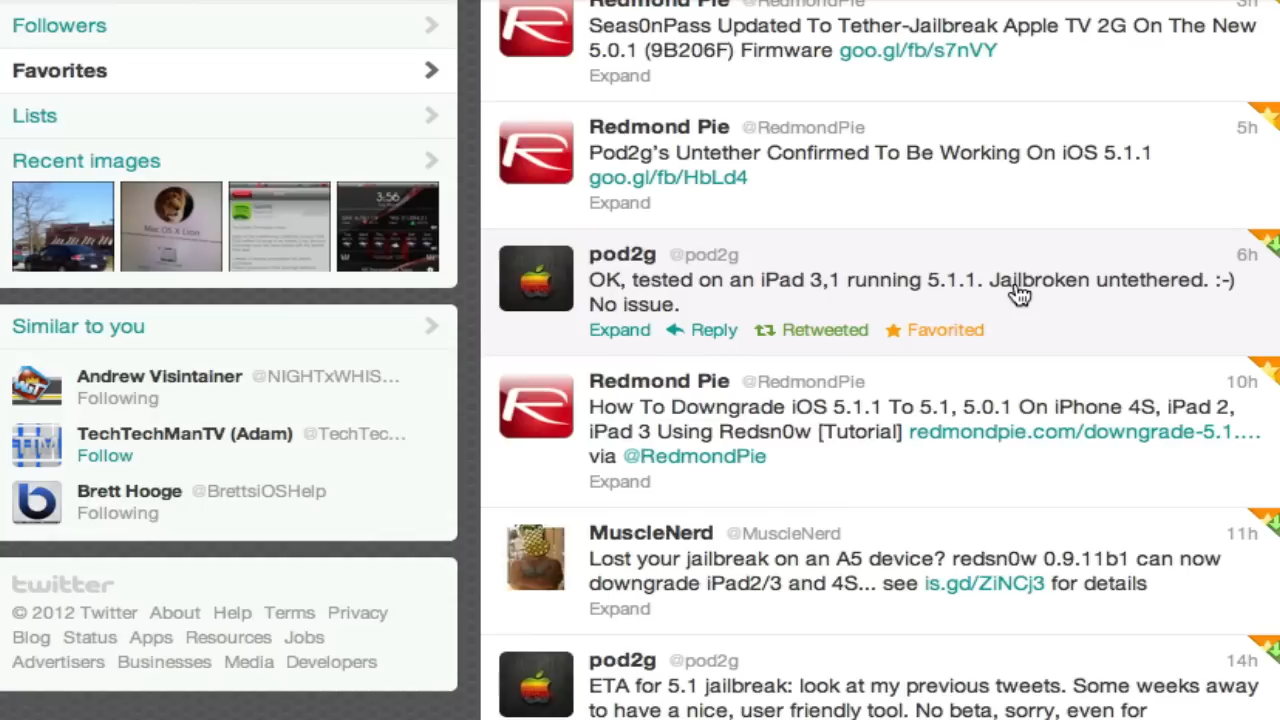 Followers
Favorites
Lists
Recent images
3:56
Mac OS X Lion
Similar to you
Andrew Visintainer @NIGHTxWHIS...
Following
TechTechManTV (Adam) @TechTec...
Follow
Brett Hooge @BrettsiOSHelp
Following
twitter
© 2012 Twitter About Help Terms Privacy
Blog Status Apps Resources Jobs
Advertisers Businesses Media Developers
Redmond Pie @RedmondPie 3h
Seas0nPass Updated To Tether-Jailbreak Apple TV 2G On The New
5.0.1 (9B206F) Firmware goo.gl/fb/s7nVY
Expand
Redmond Pie @RedmondPie 5h
Pod2g’s Untether Confirmed To Be Working On iOS 5.1.1
goo.gl/fb/HbLd4
Expand
pod2g @pod2g 6h
OK, tested on an iPad 3,1 running 5.1.1. Jailbroken untethered. :-)
No issue.
Expand Reply Retweeted Favorited
Redmond Pie @RedmondPie 10h
How To Downgrade iOS 5.1.1 To 5.1, 5.0.1 On iPhone 4S, iPad 2,
iPad 3 Using Redsn0w [Tutorial] redmondpie.com/downgrade-5.1....
via @RedmondPie
Expand
MuscleNerd @MuscleNerd 11h
Lost your jailbreak on an A5 device? redsn0w 0.9.11b1 can now
downgrade iPad2/3 and 4S... see is.gd/ZiNCj3 for details
Expand
pod2g @pod2g 14h
ETA for 5.1 jailbreak: look at my previous tweets. Some weeks away
to have a nice, user friendly tool. No beta, sorry, even for